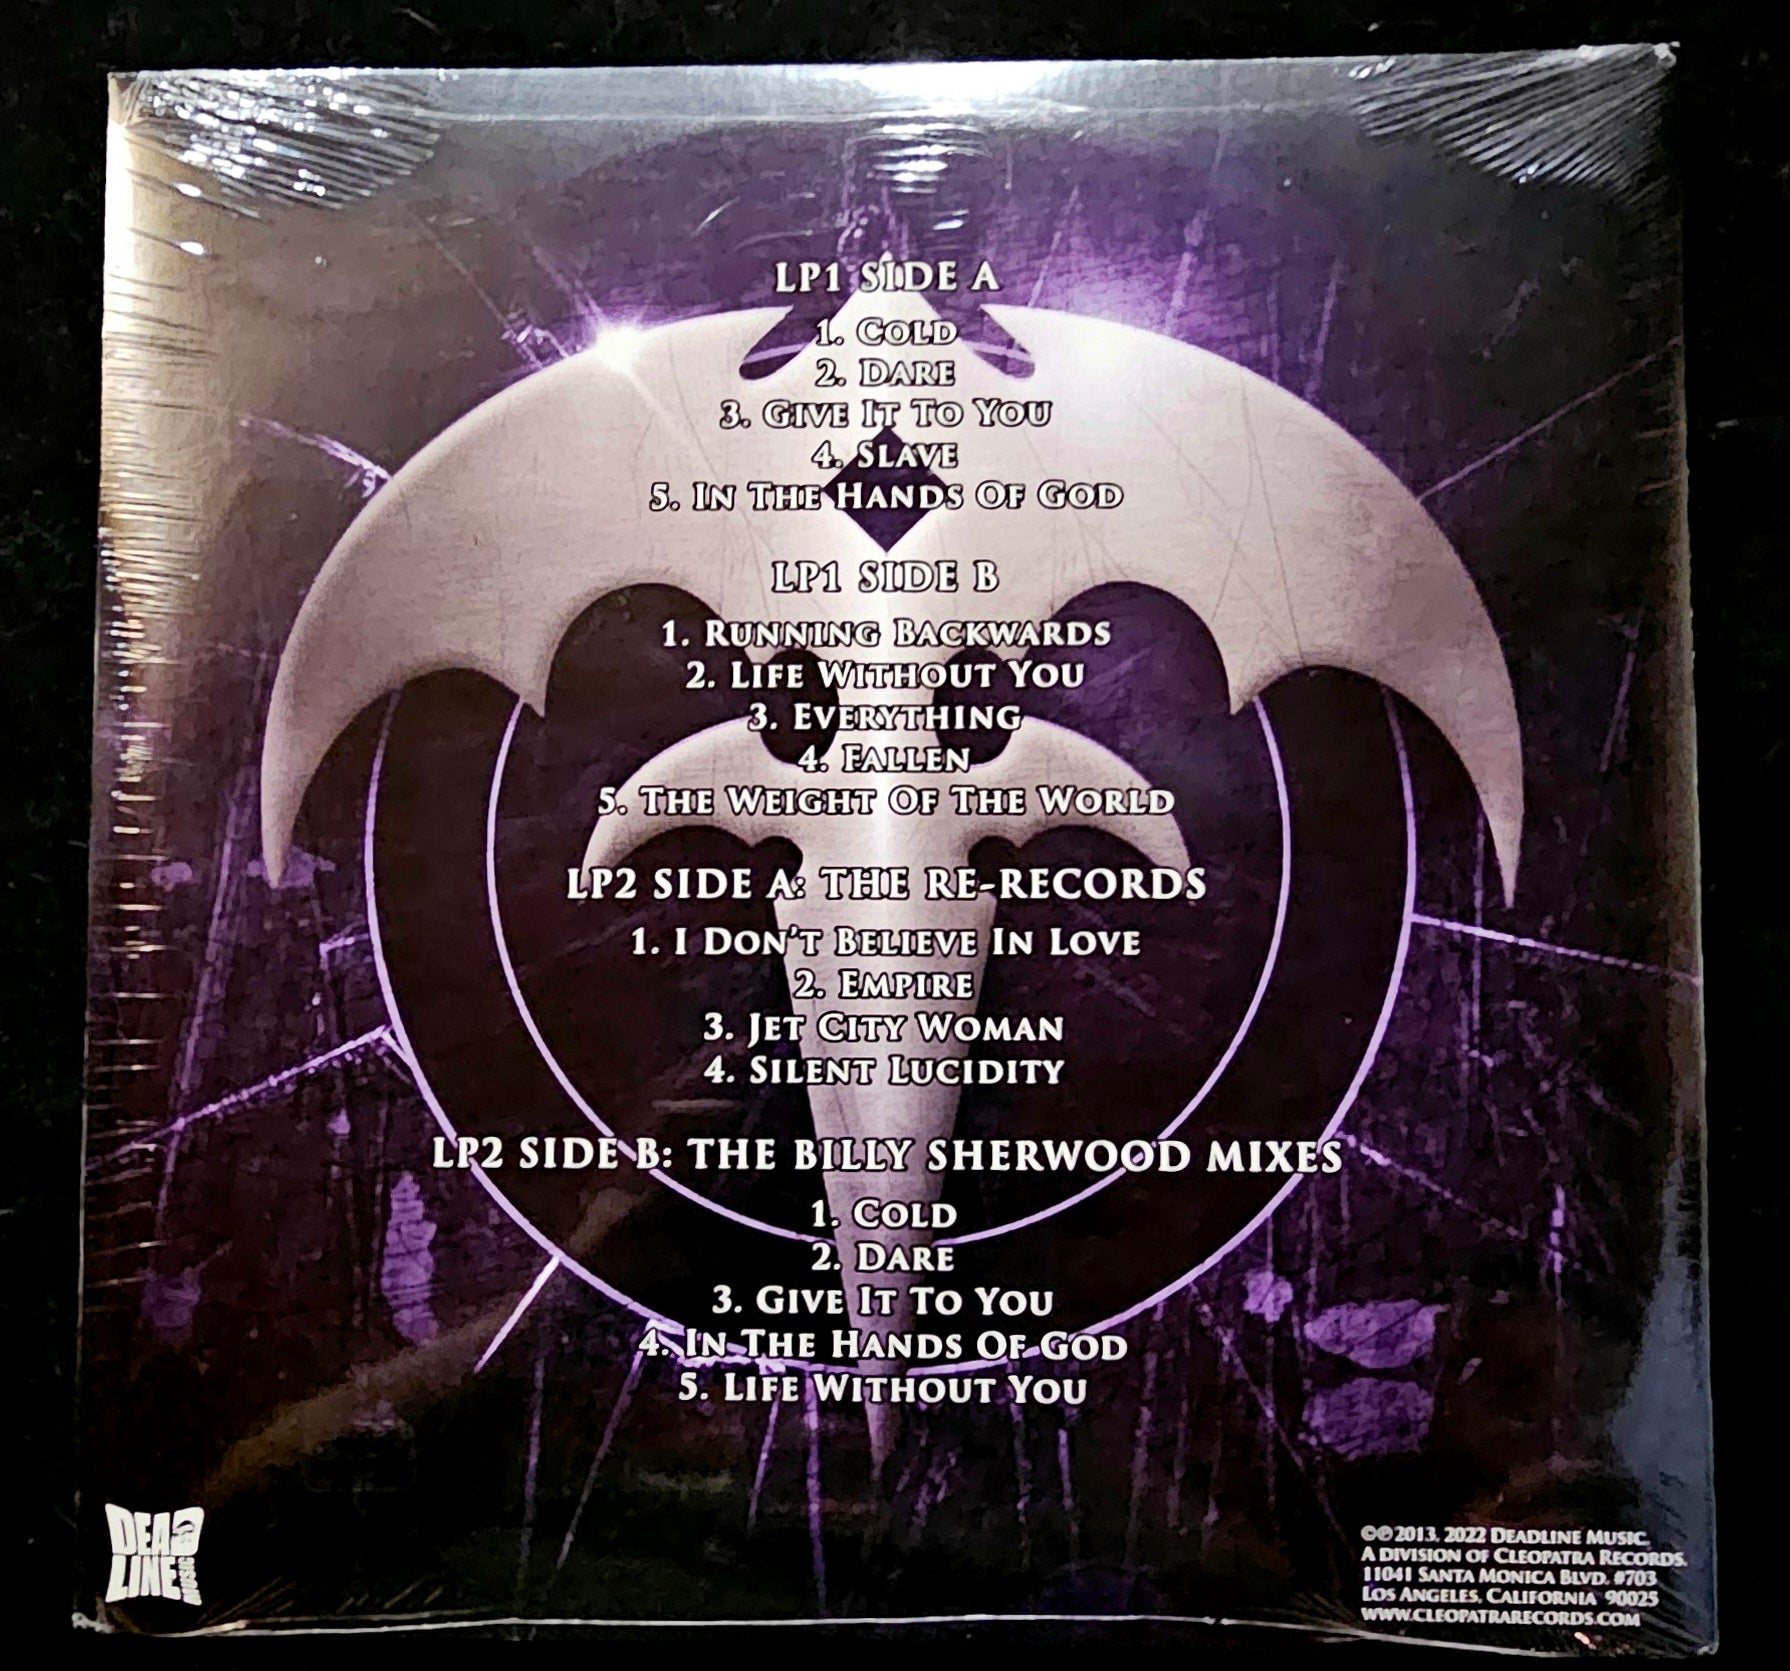 LP1 SIDE A
1. COLD
2. DARE
3. GIVE IT TO YOU
4. SLAVE
5. IN THE HANDS OF GOD
LP1 SIDE B
1. RUNNING BACKWARDS
2. LIFE WITHOUT YOU
3. EVERYTHING
4. FALLEN
5. THE WEIGHT OF THE WORLD
LP2 SIDE A: THE RE-RECORDS
1. I DON'T BELIEVE IN LOVE
2. EMPIRE
3. JET CITY WOMAN
4. SILENT LUCIDITY
LP2 SIDE B: THE BILLY SHERWOOD MIXES
1. COLD
2. DARE
3. GIVE IT TO YOU
4. IN THE HANDS OF GOD
5. LIFE WITHOUT YOU
DEAD
LINE
MUSIC
©℗2013, 2022 DEADLINE MUSIC,
A DIVISION OF CLEOPATRA RECORDS.
11041 SANTA MONICA BLVD. #703
LOS ANGELES, CALIFORNIA 90025
WWW.CLEOPATRARECORDS.COM